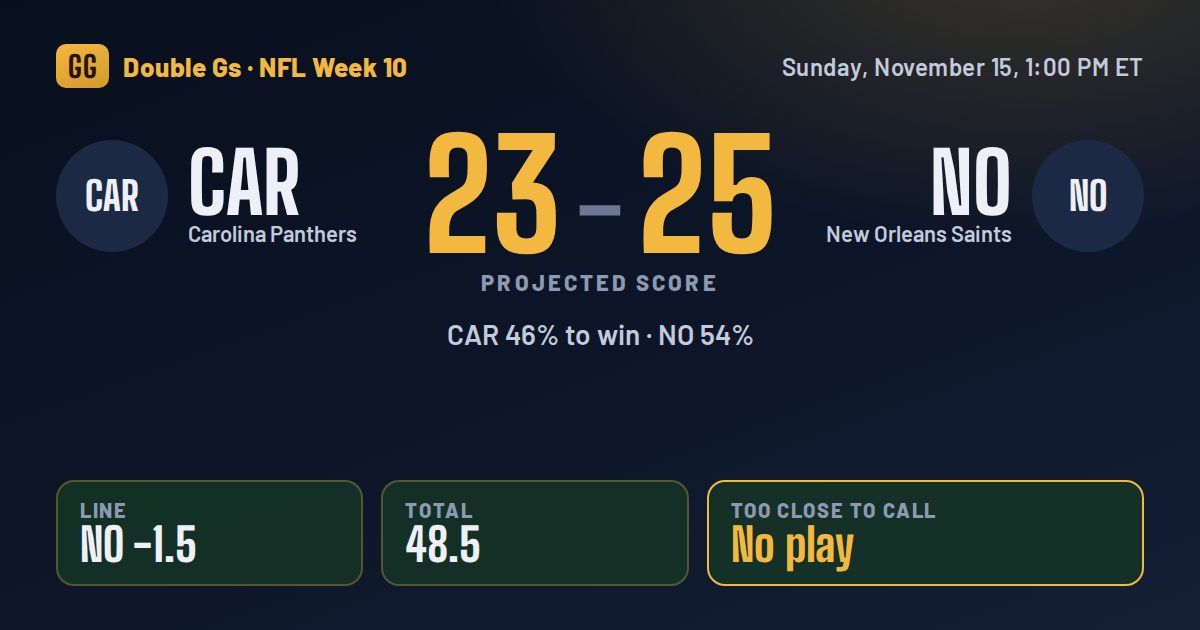 GG Double Gs · NFL Week 10
Sunday, November 15, 1:00 PM ET
CAR
CAR
Carolina Panthers
23 – 25
PROJECTED SCORE
CAR 46% to win · NO 54%
NO
New Orleans Saints
NO
LINE
NO −1.5
TOTAL
48.5
TOO CLOSE TO CALL
No play